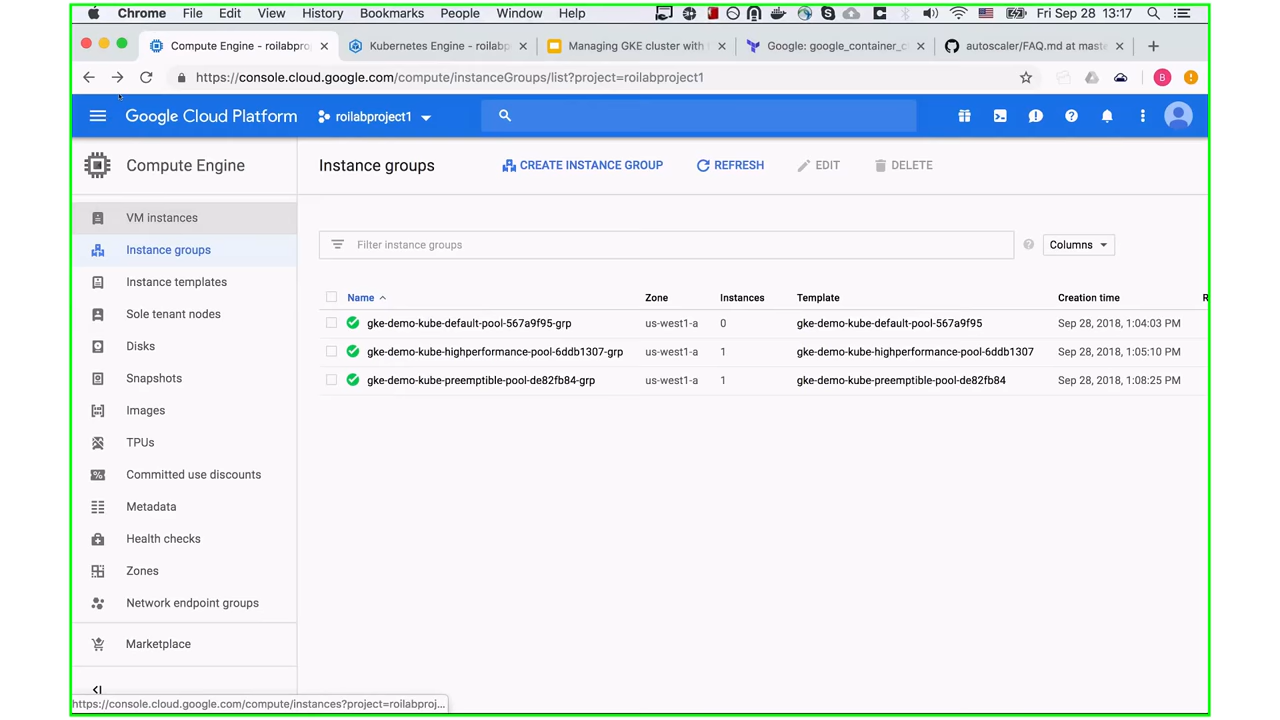 Chrome File Edit View History Bookmarks People Window Help Fri Sep 28 13:17
Compute Engine - roilabproj Kubernetes Engine - roilabp Managing GKE cluster with Google: google_container_c autoscaler/FAQ.md at maste
https://console.cloud.google.com/compute/instanceGroups/list?project=roilabproject1 B
Google Cloud Platform roilabproject1
Compute Engine
Instance groups CREATE INSTANCE GROUP REFRESH EDIT DELETE
VM instances
Instance groups
Instance templates
Sole tenant nodes
Disks
Snapshots
Images
TPUs
Committed use discounts
Metadata
Health checks
Zones
Network endpoint groups
Marketplace
Filter instance groups Columns
Name Zone Instances Template Creation time R
gke-demo-kube-default-pool-567a9f95-grp us-west1-a 0 gke-demo-kube-default-pool-567a9f95 Sep 28, 2018, 1:04:03 PM
gke-demo-kube-highperformance-pool-6ddb1307-grp us-west1-a 1 gke-demo-kube-highperformance-pool-6ddb1307 Sep 28, 2018, 1:05:10 PM
gke-demo-kube-preemptible-pool-de82fb84-grp us-west1-a 1 gke-demo-kube-preemptible-pool-de82fb84 Sep 28, 2018, 1:08:25 PM
https://console.cloud.google.com/compute/instances?project=roilabproj...